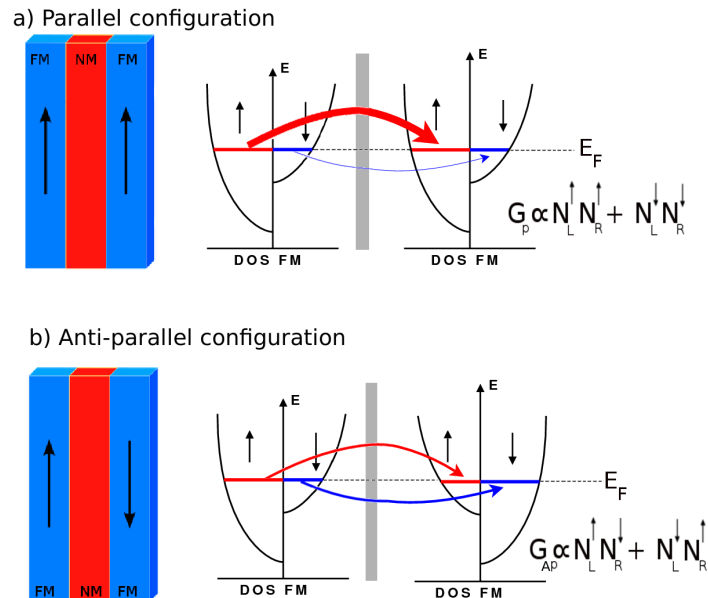 a) Parallel configuration
FM NM FM
E E
E_F
G_p ∝ N_L^↑ N_R^↑ + N_L^↓ N_R^↓
DOS FM DOS FM
b) Anti-parallel configuration
E E
E_F
G_Ap ∝ N_L^↑ N_R^↓ + N_L^↓ N_R^↑
FM NM FM
DOS FM DOS FM